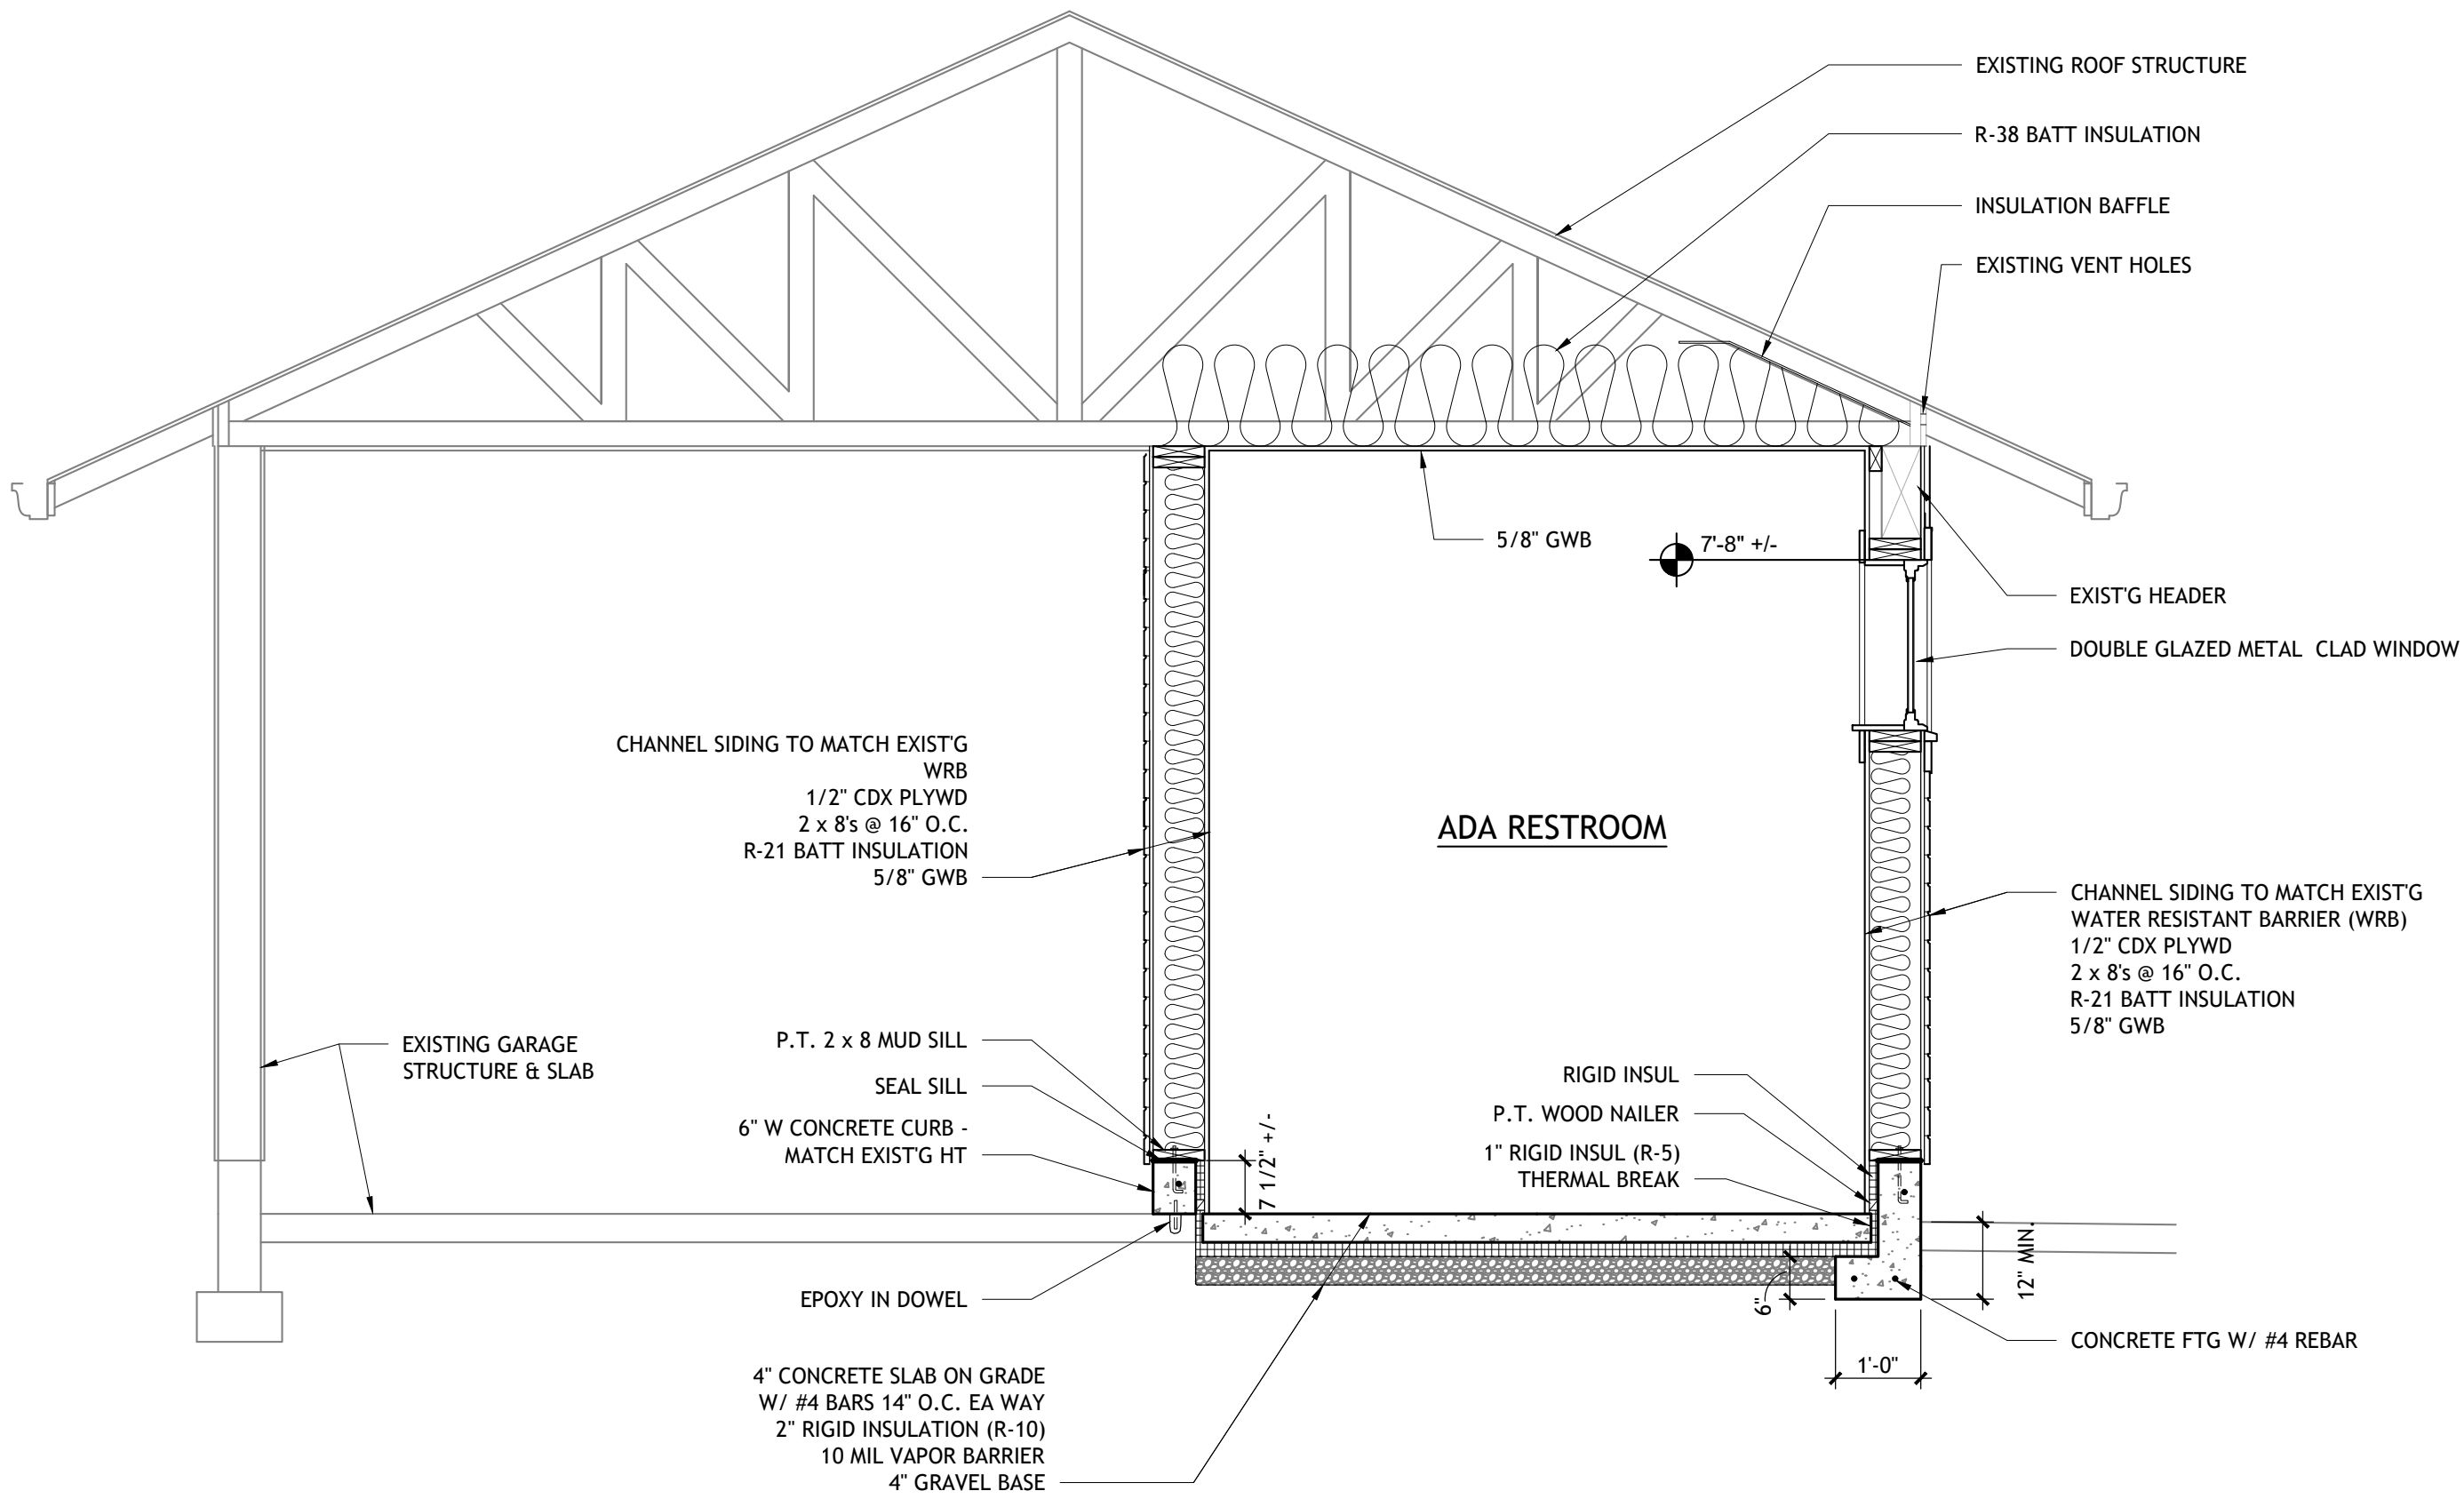 EXISTING ROOF STRUCTURE
R-38 BATT INSULATION
INSULATION BAFFLE
EXISTING VENT HOLES
5/8" GWB
7'-8" +/-
EXIST'G HEADER
DOUBLE GLAZED METAL CLAD WINDOW
CHANNEL SIDING TO MATCH EXIST'G
WRB
1/2" CDX PLYWD
2 x 8's @ 16" O.C.
R-21 BATT INSULATION
5/8" GWB
ADA RESTROOM
CHANNEL SIDING TO MATCH EXIST'G
WATER RESISTANT BARRIER (WRB)
1/2" CDX PLYWD
2 x 8's @ 16" O.C.
R-21 BATT INSULATION
5/8" GWB
EXISTING GARAGE
STRUCTURE & SLAB
P.T. 2 x 8 MUD SILL
SEAL SILL
6" W CONCRETE CURB -
MATCH EXIST'G HT
7 1/2" +/-
RIGID INSUL
P.T. WOOD NAILER
1" RIGID INSUL (R-5)
THERMAL BREAK
12" MIN.
6"
EPOXY IN DOWEL
CONCRETE FTG W/ #4 REBAR
1'-0"
4" CONCRETE SLAB ON GRADE
W/ #4 BARS 14" O.C. EA WAY
2" RIGID INSULATION (R-10)
10 MIL VAPOR BARRIER
4" GRAVEL BASE